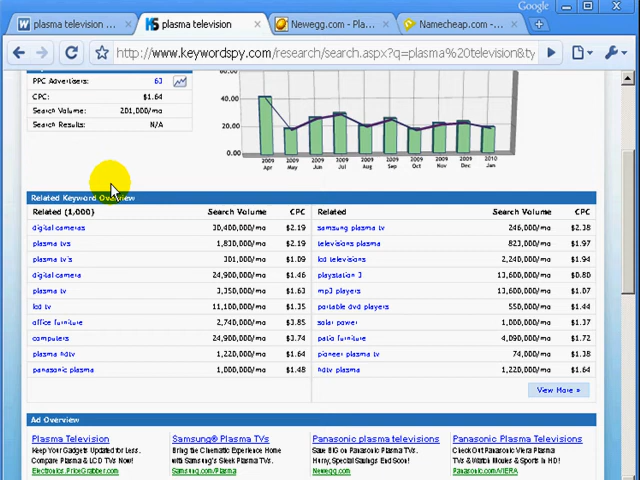 Google
plasma television ...
plasma television
Newegg.com - Pla...
Namecheap.com - ...
http://www.keywordspy.com/research/search.aspx?q=plasma%20television&ty
PPC Advertisers: 63
CPC: $1.64
Search Volume: 201,000/mo
Search Results: N/A
60.00
40.00
20.00
0.00
2009 Apr
2009 May
2009 Jun
2009 Jul
2009 Aug
2009 Sep
2009 Oct
2009 Nov
2009 Dec
2010 Jan
Related Keyword Overview
Related (1,000) Search Volume CPC Related Search Volume CPC
digital cameras 30,400,000/mo $2.19 samsung plasma tv 246,000/mo $2.38
plasma tvs 1,830,000/mo $2.19 televisions plasma 823,000/mo $1.97
plasma tv's 301,000/mo $1.09 lcd televisions 2,240,000/mo $1.94
digital camera 24,900,000/mo $1.46 playstation 3 13,600,000/mo $0.80
plasma tv 3,350,000/mo $1.63 mp3 players 13,600,000/mo $1.07
lcd tv 11,100,000/mo $1.35 portable dvd players 550,000/mo $1.44
office furniture 2,740,000/mo $3.85 solar power 1,000,000/mo $1.37
computers 24,900,000/mo $3.74 patio furniture 4,090,000/mo $1.72
plasma hdtv 1,220,000/mo $1.64 pioneer plasma tv 74,000/mo $1.38
panasonic plasma 1,000,000/mo $1.48 hdtv plasma 1,220,000/mo $1.64
View More »
Ad Overview
Plasma Television Samsung® Plasma TVs Panasonic plasma televisions Panasonic Plasma Televisions
Keep Your Gadgets Updated for Less. Bring the Cinematic Experience Home Save BIG on Panasonic Plasma TVs. Check Out Panasonic Viera Plasma
Compare Plasma & LCD TVs Now! with Samsung's Sleek Plasma TVs. Hurry, Special Savings End Soon! TVs & Watch Movies & Sports in HD!
Electronics.PriceGrabber.com Samsung.com/Plasma Newegg.com Panasonic.com/VIERA